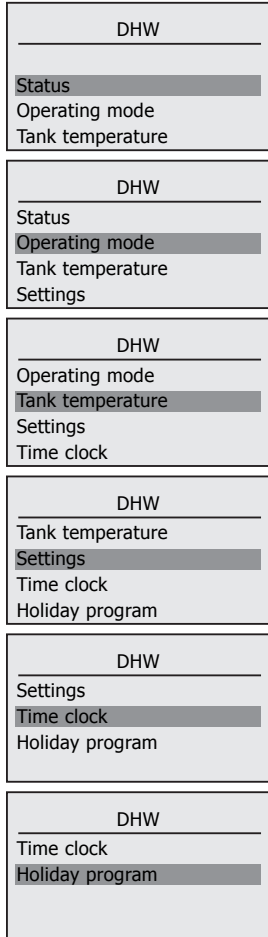 DHW
Status
Operating mode
Tank temperature
DHW
Status
Operating mode
Tank temperature
Settings
DHW
Operating mode
Tank temperature
Settings
Time clock
DHW
Tank temperature
Settings
Time clock
Holiday program
DHW
Settings
Time clock
Holiday program
DHW
Time clock
Holiday program